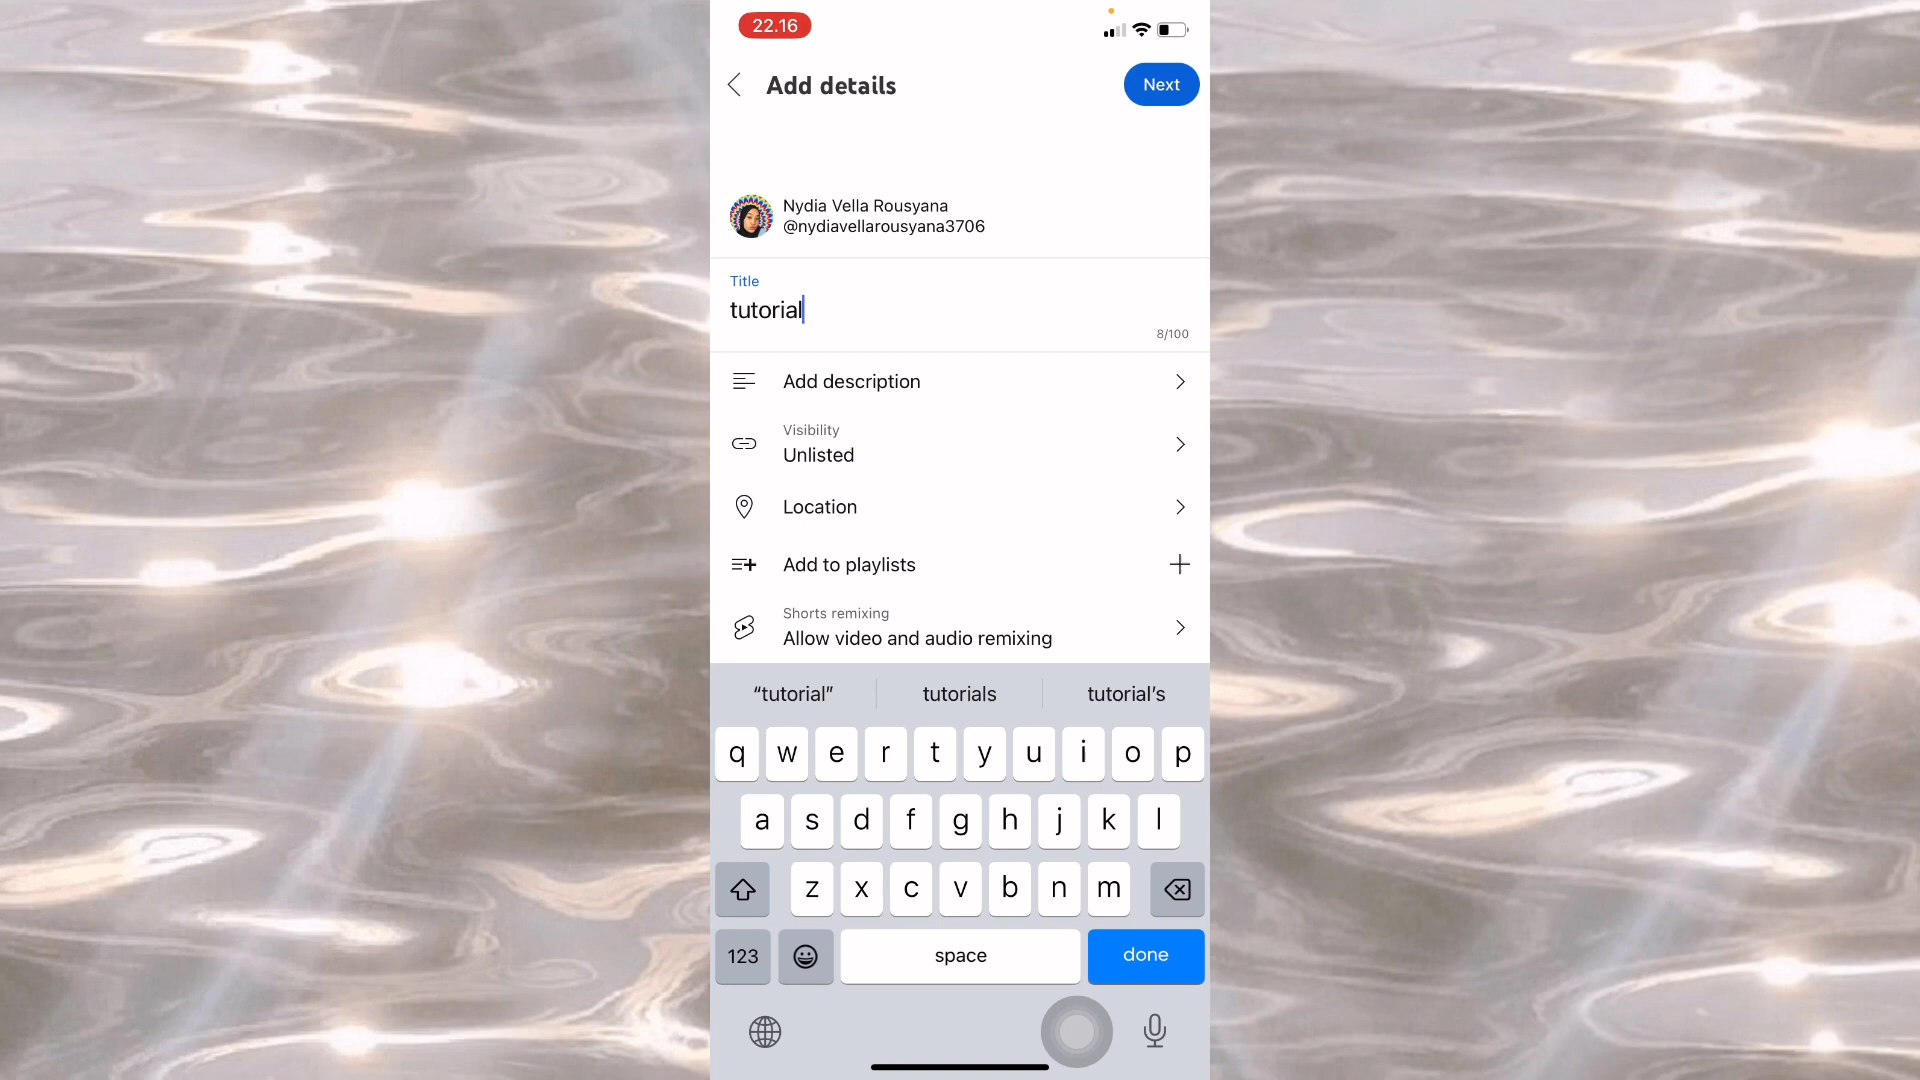 22.16
Add details
Next
Nydia Vella Rousyana
@nydiavellarousyana3706
Title
tutorial
8/100
Add description
Visibility
Unlisted
Location
Add to playlists
Shorts remixing
Allow video and audio remixing
“tutorial” tutorials tutorial’s
q w e r t y u i o p
a s d f g h j k l
z x c v b n m
123 space done